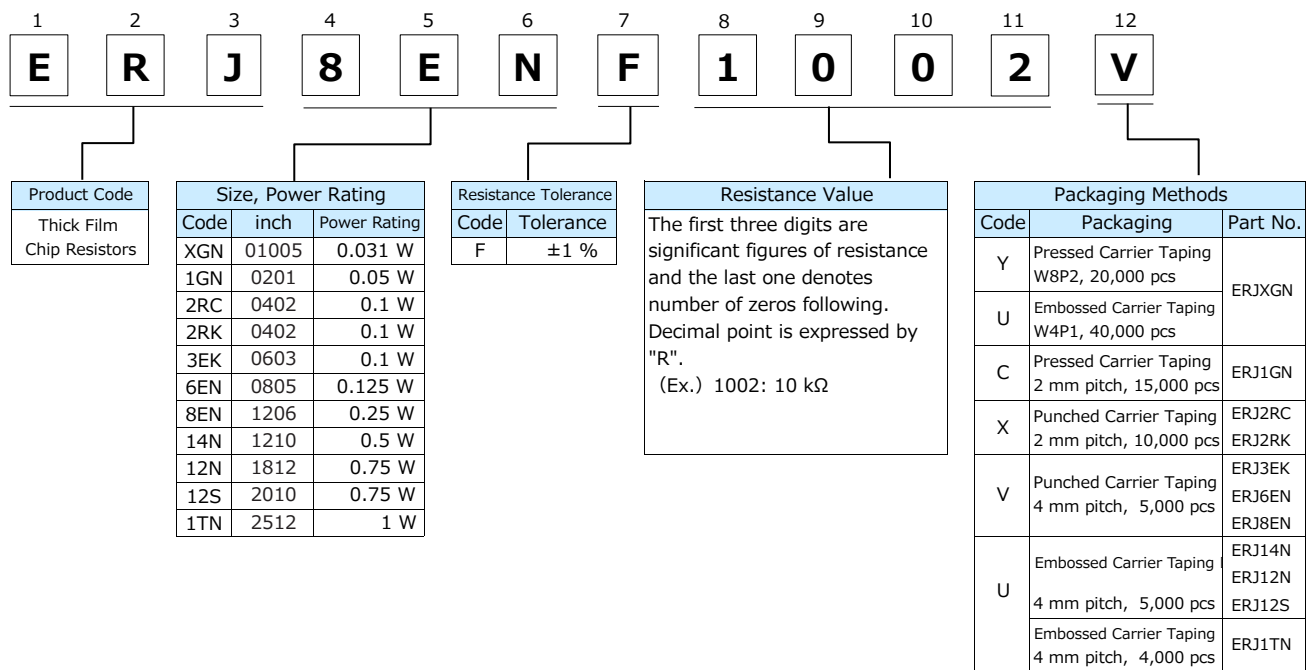 1 2 3 4 5 6 7 8 9 10 11 12
E R J 8 E N F 1 0 0 2 V
Product Code
Thick Film
Chip Resistors
Size, Power Rating
Code inch Power Rating
XGN 01005 0.031 W
1GN 0201 0.05 W
2RC 0402 0.1 W
2RK 0402 0.1 W
3EK 0603 0.1 W
6EN 0805 0.125 W
8EN 1206 0.25 W
14N 1210 0.5 W
12N 1812 0.75 W
12S 2010 0.75 W
1TN 2512 1 W
Resistance Tolerance
Code Tolerance
F ±1 %
Resistance Value
The first three digits are
significant figures of resistance
and the last one denotes
number of zeros following.
Decimal point is expressed by
"R".
（Ex.）1002: 10 kΩ
Packaging Methods
Code Packaging Part No.
Y Pressed Carrier Taping
W8P2, 20,000 pcs
ERJXGN
U Embossed Carrier Taping
W4P1, 40,000 pcs
C Pressed Carrier Taping
2 mm pitch, 15,000 pcs
ERJ1GN
X Punched Carrier Taping
2 mm pitch, 10,000 pcs
ERJ2RC
ERJ2RK
V Punched Carrier Taping
4 mm pitch, 5,000 pcs
ERJ3EK
ERJ6EN
ERJ8EN
U Embossed Carrier Taping
4 mm pitch, 5,000 pcs
ERJ14N
ERJ12N
ERJ12S
Embossed Carrier Taping
4 mm pitch, 4,000 pcs
ERJ1TN